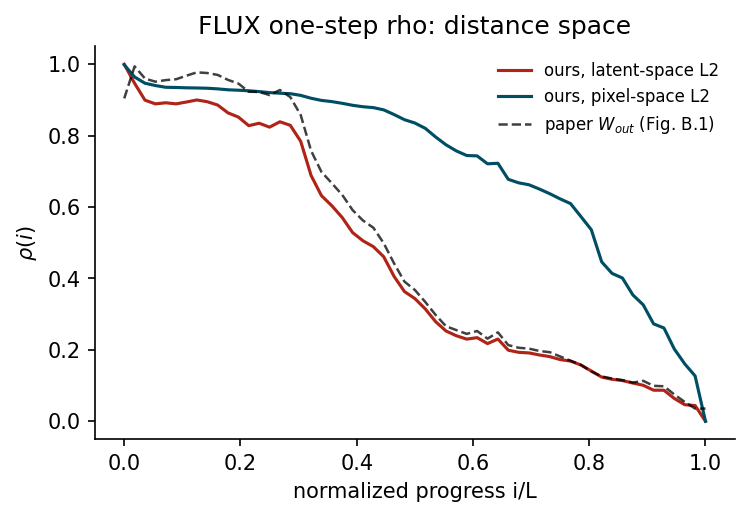 FLUX one-step rho: distance space
ours, latent-space L2
ours, pixel-space L2
paper W_out (Fig. B.1)
ρ(i)
1.0
0.8
0.6
0.4
0.2
0.0
0.0 0.2 0.4 0.6 0.8 1.0
normalized progress i/L